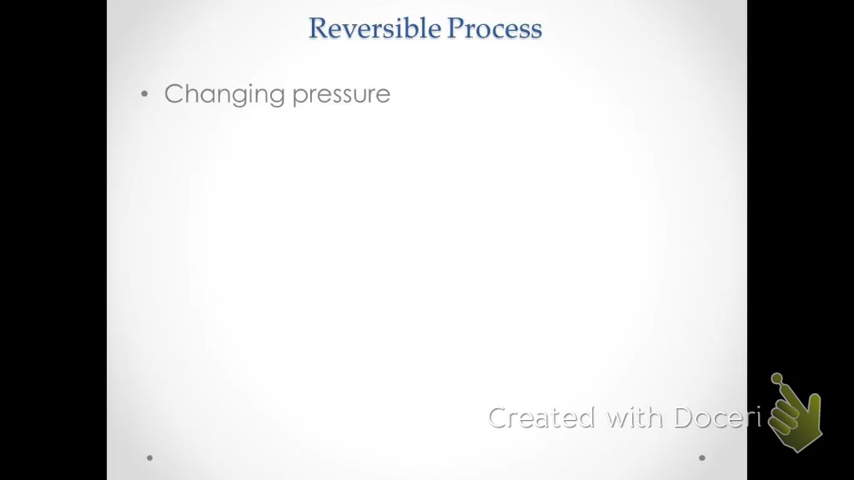 Reversible Process
• Changing pressure
Created with Doceri